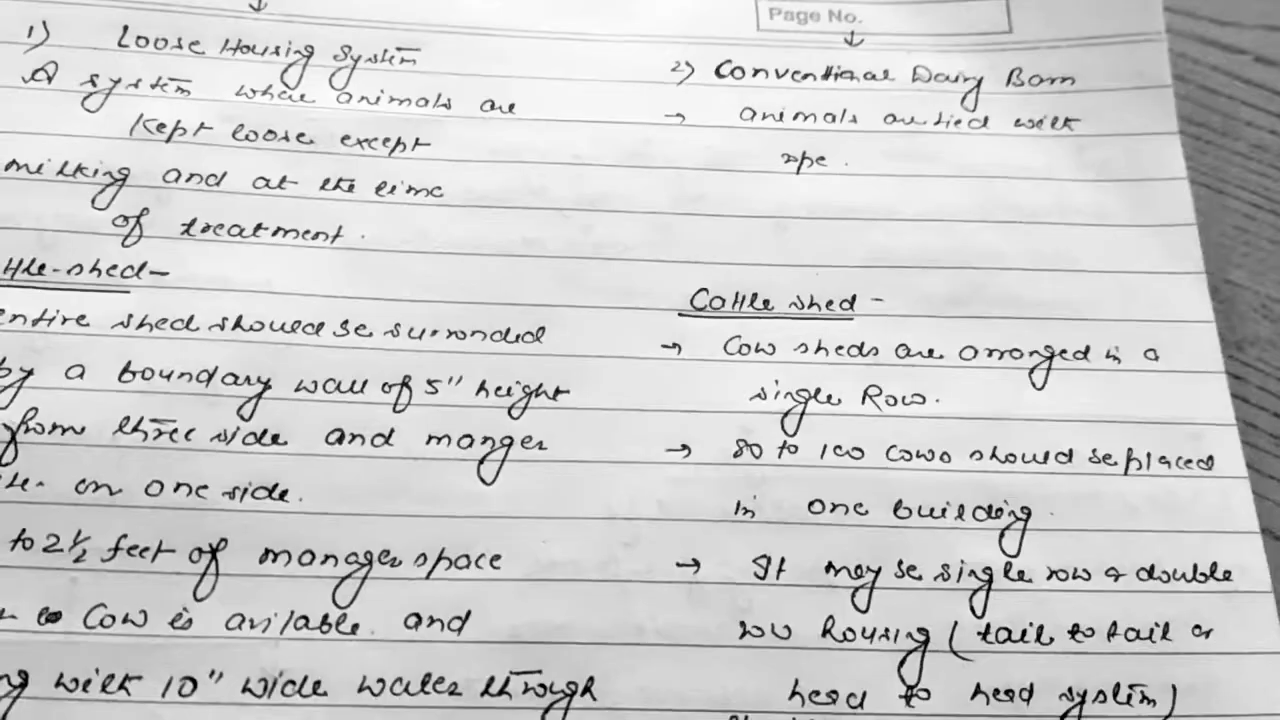 Page No.
1) Loose Housing System
A system where animals are
Kept loose except
milking and at the time
of treatment.
ttle-shed-
entire shed should be surronded
by a boundary wall of 5" height
from three side and manger
on one side.
to 2½ feet of manager space
Cow is avilable. and
ng with 10" wide water through
2) Conventional Dairy Barn
→ animals are tied with
rope.
Cattle shed -
→ Cow sheds are arranged in a
single Row.
→ 80 to 100 cows should be placed
in one building.
→ It may be single row or double
row Housing (tail to tail or
head to head system)